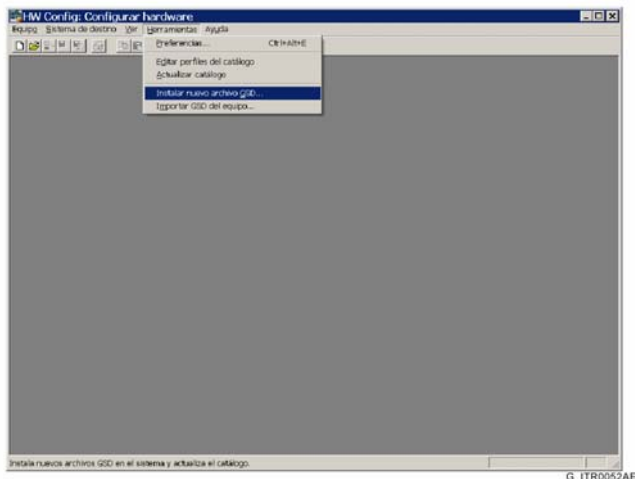 HW Config: Configurar hardware
Equipo Sistema de destino Ver Herramientas Ayuda
Preferencias... Ctrl+Alt+E
Editar perfiles del catálogo
Actualizar catálogo
Instalar nuevo archivo GSD...
Importar GSD del equipo...
Instala nuevos archivos GSD en el sistema y actualiza el catálogo.
G_ITR0052AE